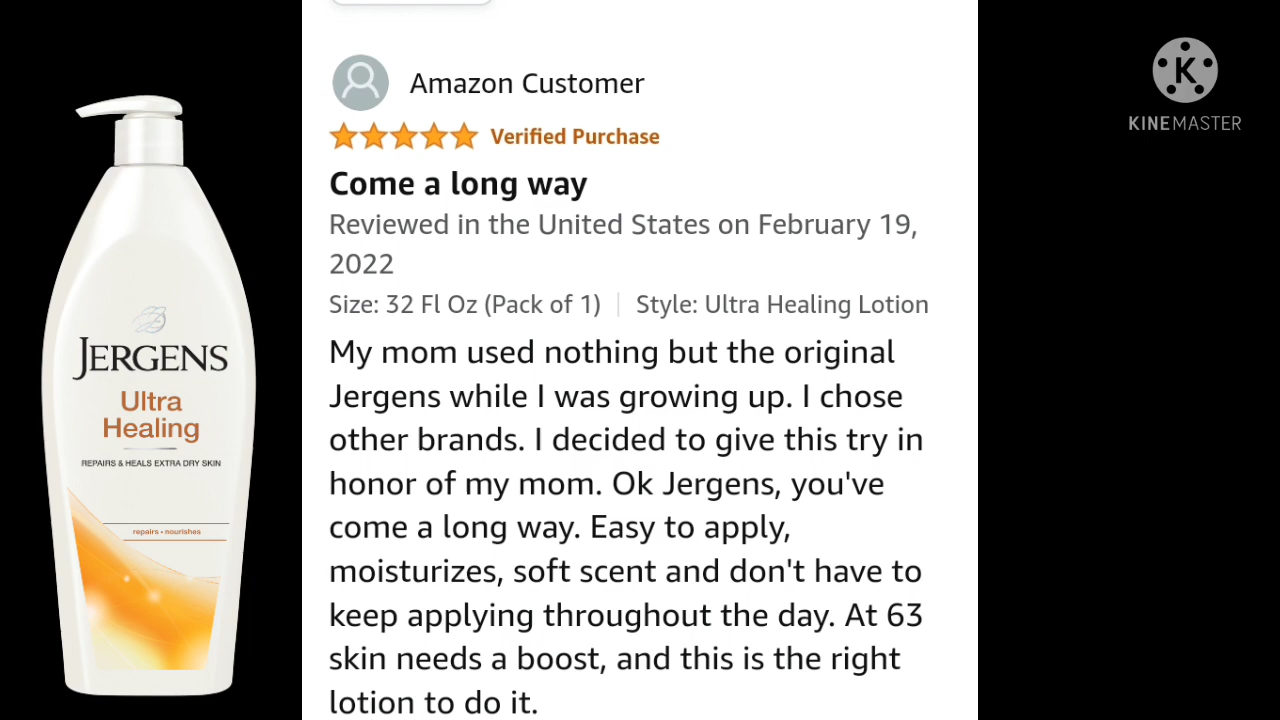 Amazon Customer
Verified Purchase
Come a long way
Reviewed in the United States on February 19,
2022
Size: 32 Fl Oz (Pack of 1) | Style: Ultra Healing Lotion
My mom used nothing but the original
Jergens while I was growing up. I chose
other brands. I decided to give this try in
honor of my mom. Ok Jergens, you've
come a long way. Easy to apply,
moisturizes, soft scent and don't have to
keep applying throughout the day. At 63
skin needs a boost, and this is the right
lotion to do it.
JERGENS
Ultra
Healing
REPAIRS & HEALS EXTRA DRY SKIN
repairs • nourishes
K
KINEMASTER